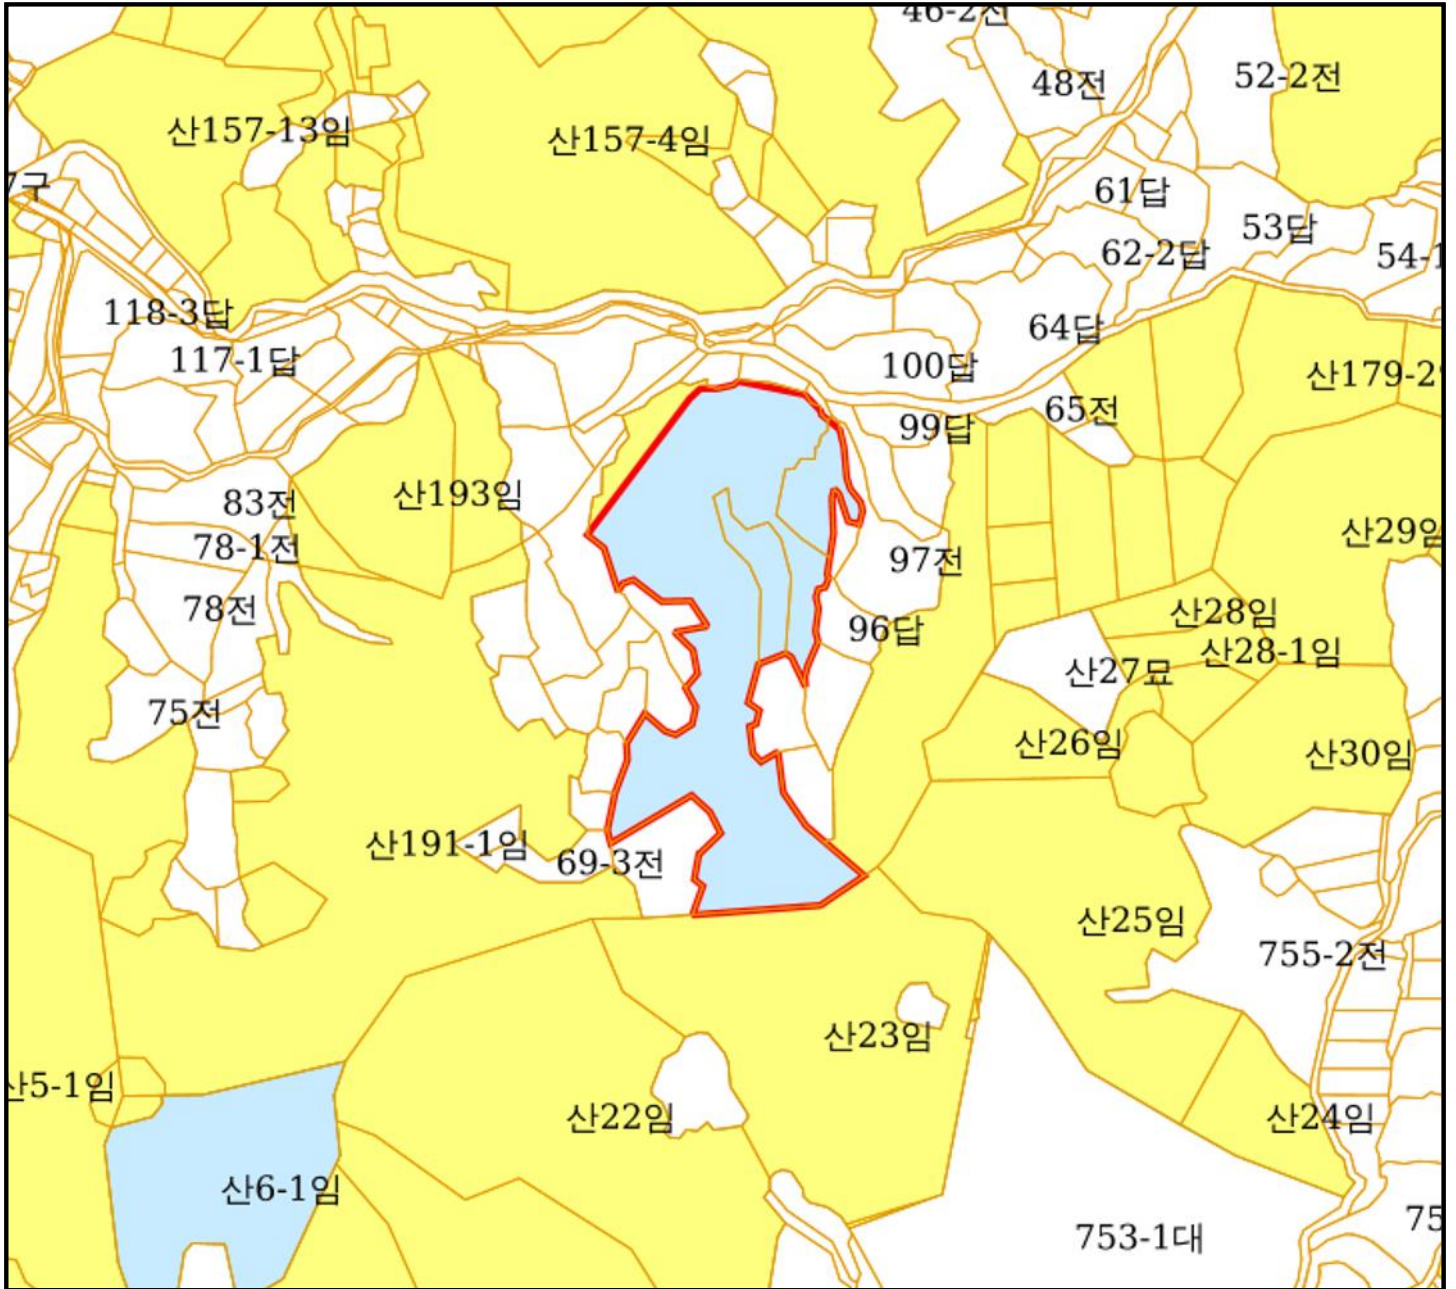 46-2전
48전
52-2전
산157-13임
산157-4임
7구
61답
53답
62-2답
54-1
118-3답
64답
117-1답
100답
산179-2
65전
99답
산193임
83전
산29임
78-1전
97전
78전
산28임
96답
산28-1임
산27묘
75전
산26임
산30임
산191-1임
69-3전
산25임
755-2전
산23임
산5-1임
산22임
산24임
산6-1임
75
753-1대